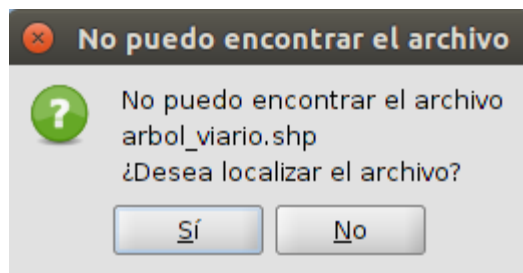 No puedo encontrar el archivo
No puedo encontrar el archivo
arbol_viario.shp
¿Desea localizar el archivo?
Sí No